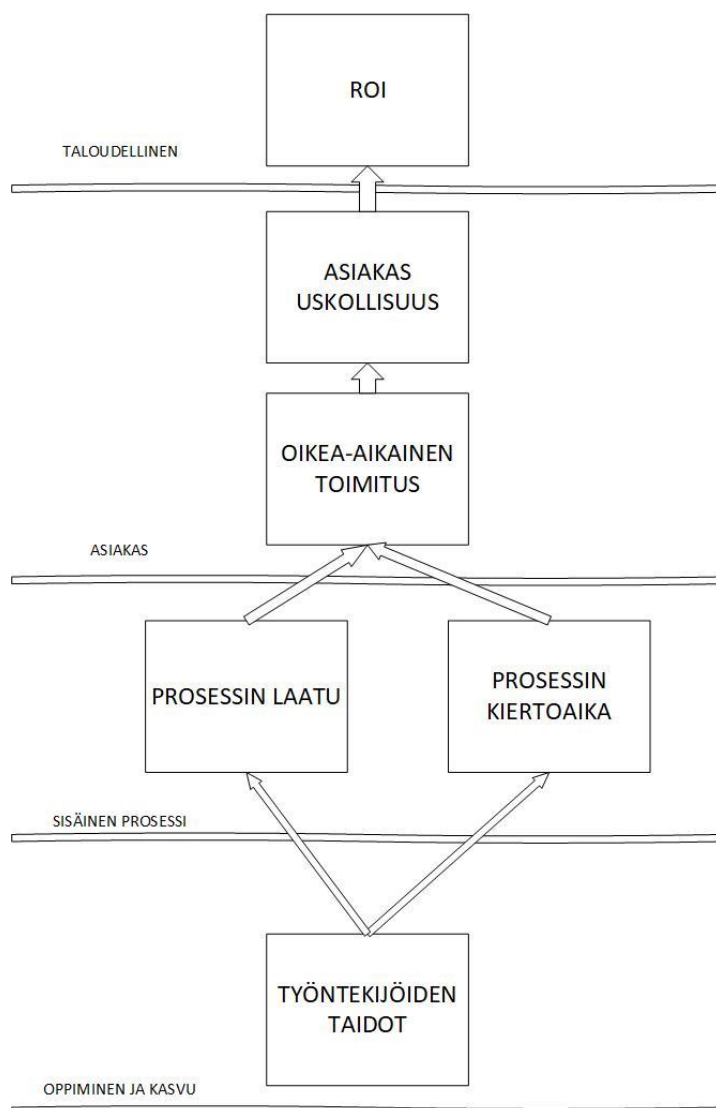 ROI
TALOUDELLINEN
ASIAKAS
USKOLLISUUS
OIKEA-AIKAINEN
TOIMITUS
ASIAKAS
PROSESSIN LAATU
PROSESSIN
KIERTOAIKA
SISÄINEN PROSESSI
TYÖNTEKIJÖIDEN
TAIDOT
OPPIMINEN JA KASVU